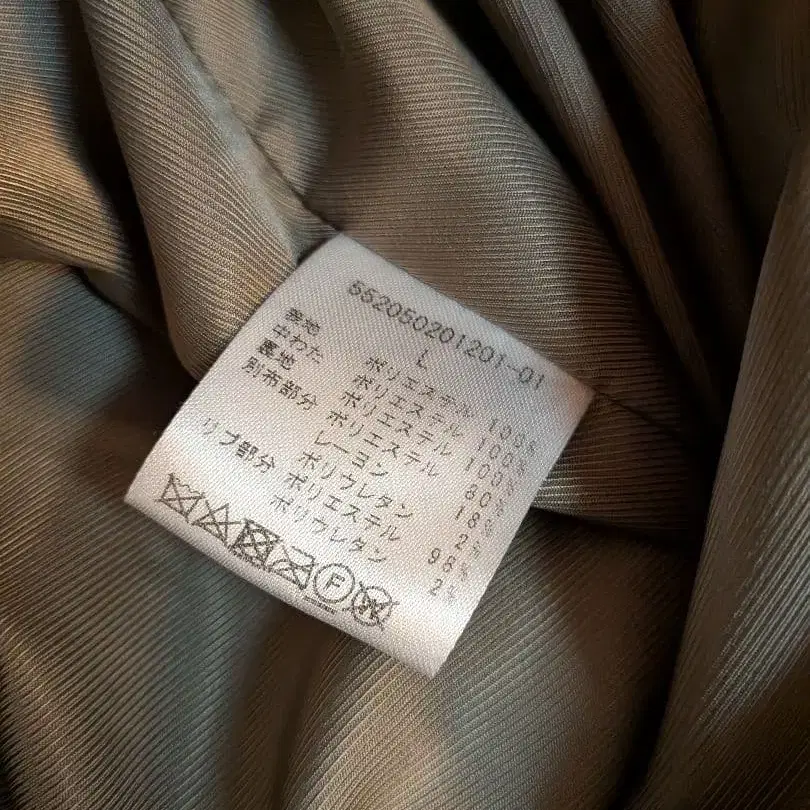 552050201201-01
L
表地 ポリエステル 100%
中わた ポリエステル 100%
裏地 ポリエステル 100%
別布部分 ポリエステル 80%
レーヨン 18%
ポリウレタン 2%
リブ部分 ポリエステル 98%
ポリウレタン 2%
F